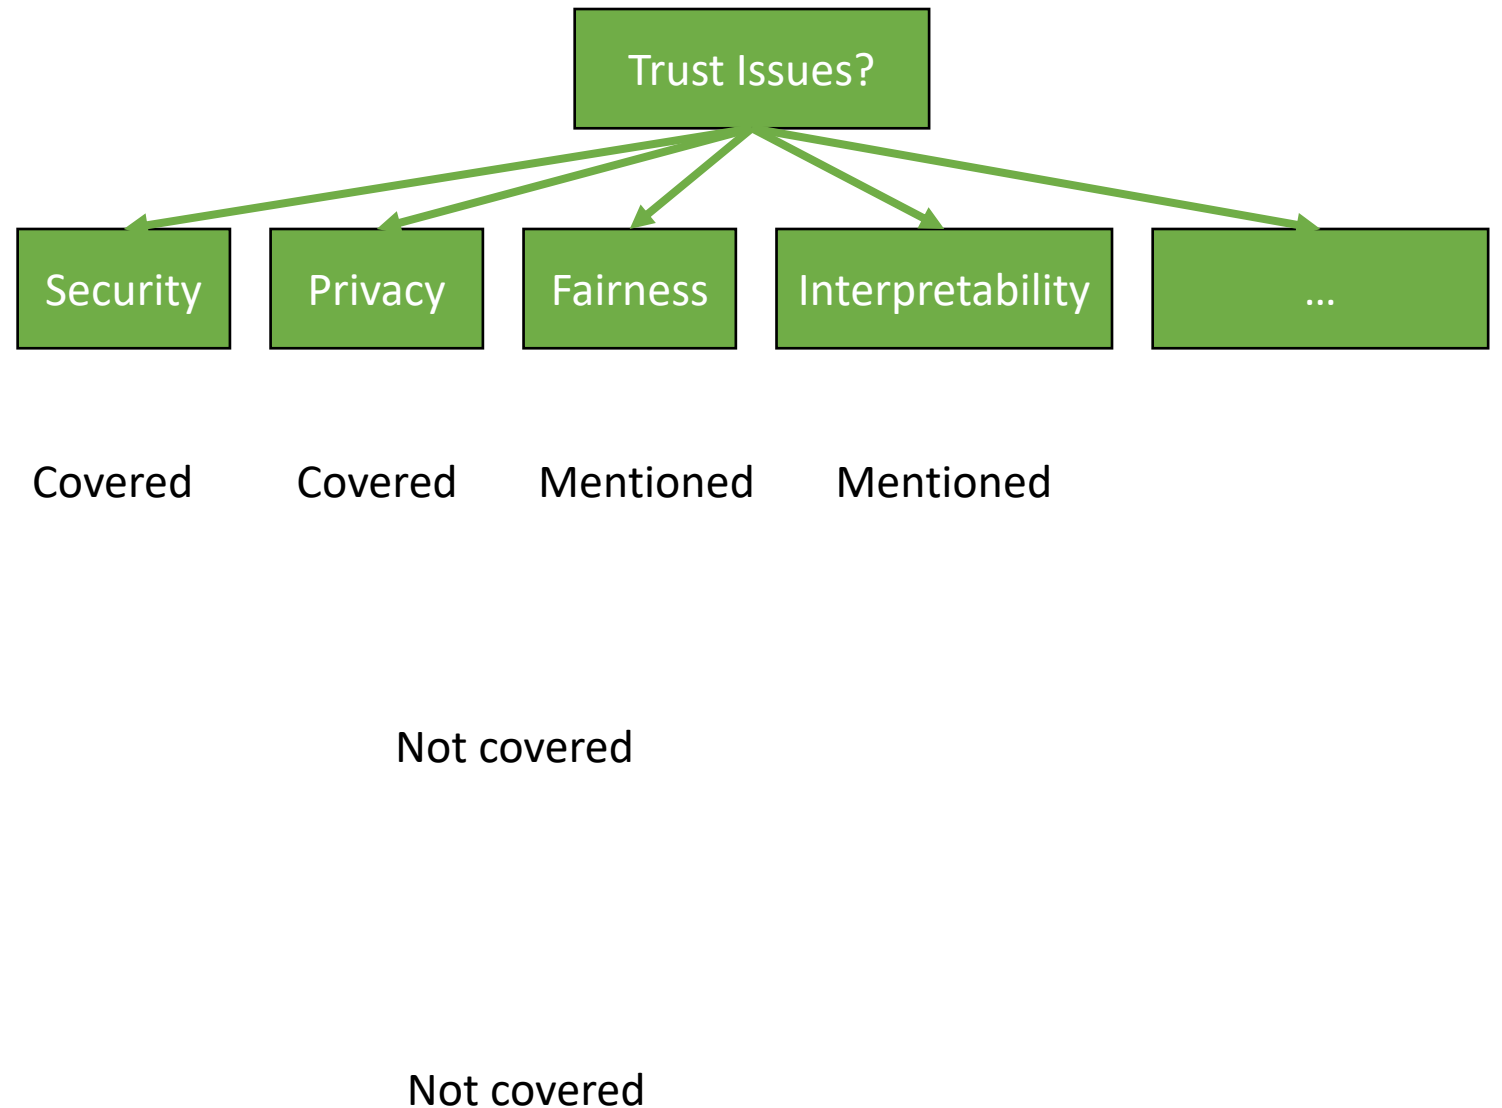 Trust Issues?
Security
Privacy
Fairness
Interpretability
...
Covered
Covered
Mentioned
Mentioned
Not covered
Not covered